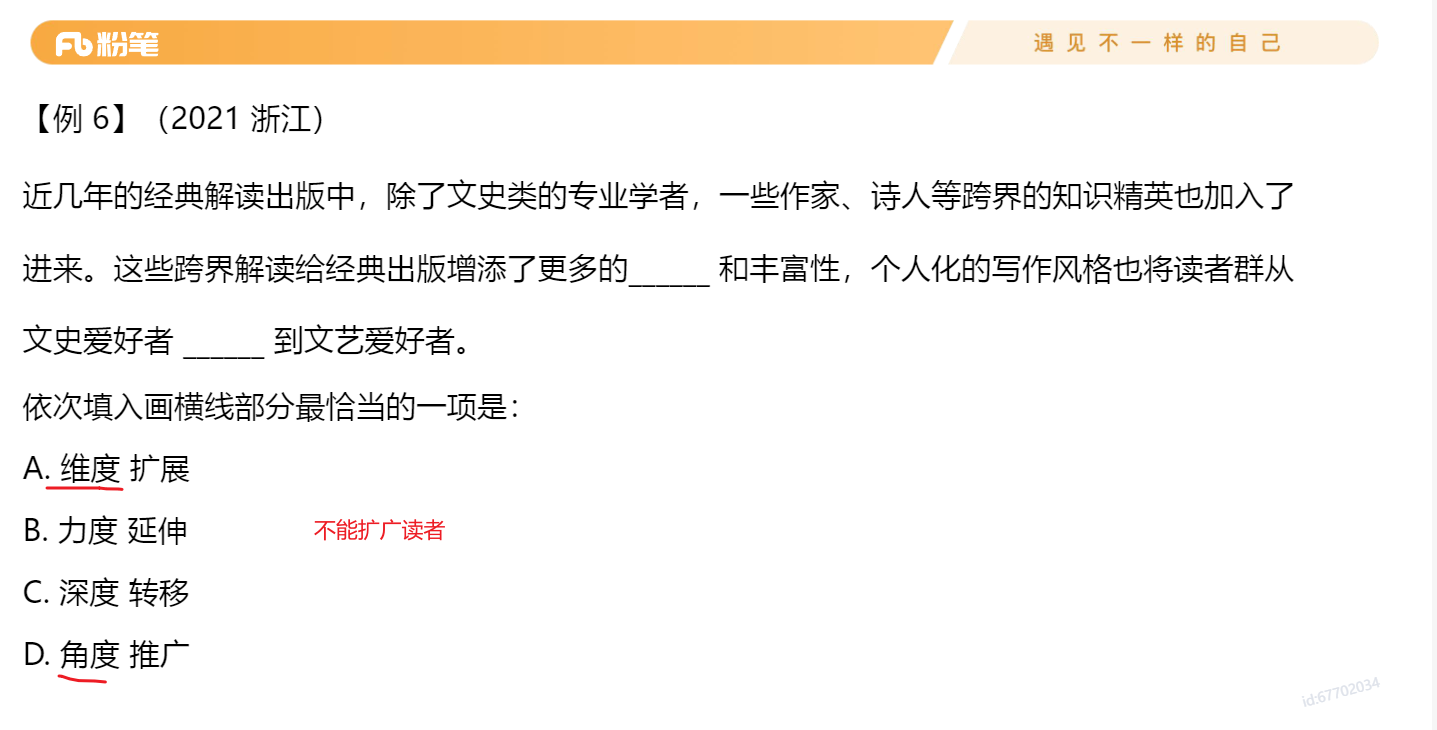 粉笔
遇见不一样的自己
【例 6】（2021 浙江）
近几年的经典解读出版中，除了文史类的专业学者，一些作家、诗人等跨界的知识精英也加入了
进来。这些跨界解读给经典出版增添了更多的______ 和丰富性，个人化的写作风格也将读者群从
文史爱好者 ______ 到文艺爱好者。
依次填入画横线部分最恰当的一项是：
A. 维度 扩展
B. 力度 延伸
不能扩广读者
C. 深度 转移
D. 角度 推广
id:67702034